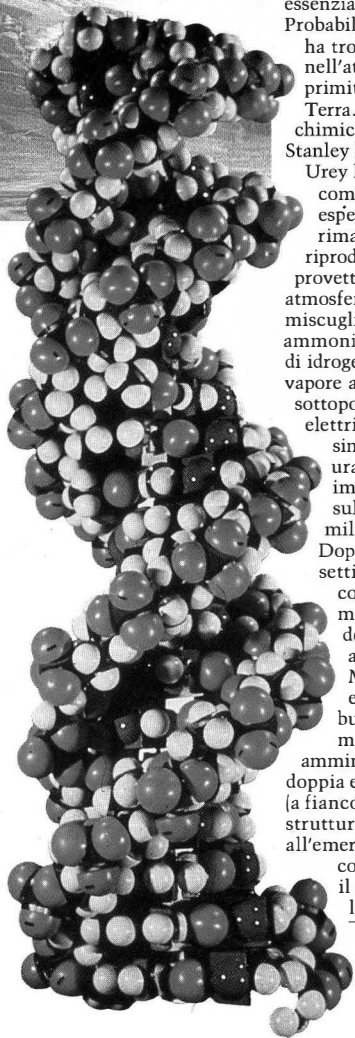 essenzia
Probabil
ha tro
nell'at
primit
Terra.
chimic
Stanley
Urey
com
espe
rima
riprod
provett
atmosfer
miscugli
ammoni
di idroge
vapore a
sottopo
elettri
sin
ura
im
sul
mil
Dop
setti
co
m
de
a
M
e
bu
m
ammin
doppia e
(a fianco
struttur
all'emer
co
il
l